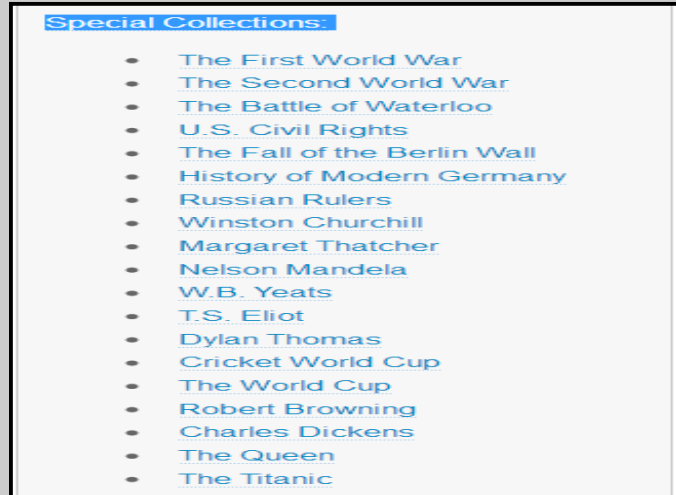 Special Collections:
The First World War
The Second World War
The Battle of Waterloo
U.S. Civil Rights
The Fall of the Berlin Wall
History of Modern Germany
Russian Rulers
Winston Churchill
Margaret Thatcher
Nelson Mandela
W.B. Yeats
T.S. Eliot
Dylan Thomas
Cricket World Cup
The World Cup
Robert Browning
Charles Dickens
The Queen
The Titanic